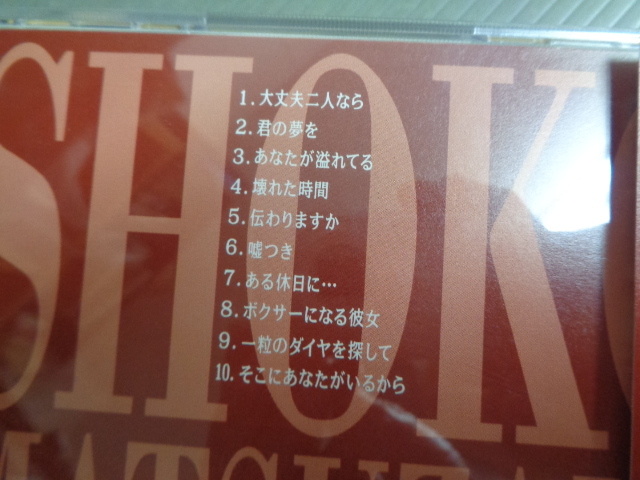 SHOKO
1. 大丈夫二人なら
2. 君の夢を
3. あなたが溢れてる
4. 壊れた時間
5. 伝わりますか
6. 嘘つき
7. ある休日に…
8. ボクサーになる彼女
9. 一粒のダイヤを探して
10. そこにあなたがいるから